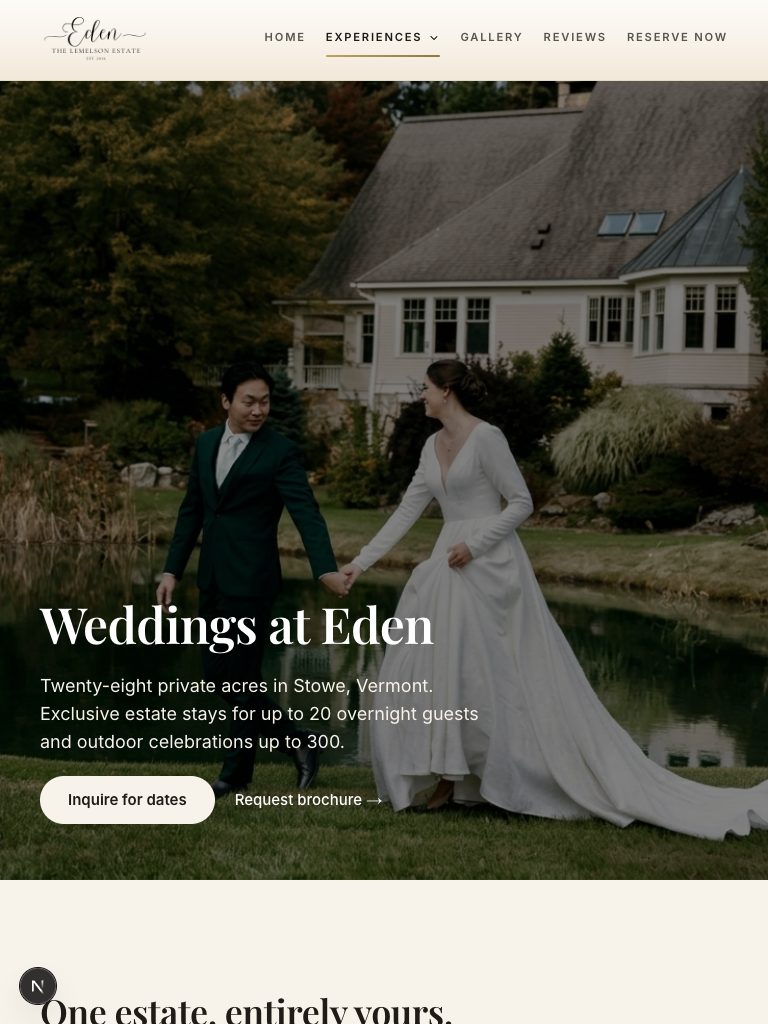 Eden
THE LEMELSON ESTATE
HOME
EXPERIENCES
GALLERY
REVIEWS
RESERVE NOW
Weddings at Eden
Twenty-eight private acres in Stowe, Vermont.
Exclusive estate stays for up to 20 overnight guests
and outdoor celebrations up to 300.
Inquire for dates
Request brochure →
N
One estate, entirely yours.